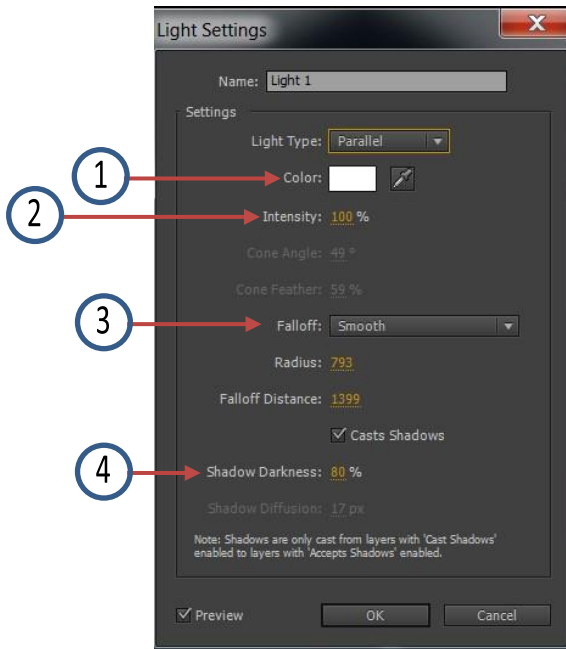 Light Settings
Name: Light 1
Settings
Light Type: Parallel
1
Color:
2
Intensity: 100 %
Cone Angle: 49 °
Cone Feather: 59 %
3
Falloff: Smooth
Radius: 793
Falloff Distance: 1399
Casts Shadows
4
Shadow Darkness: 80 %
Shadow Diffusion: 17 px
Note: Shadows are only cast from layers with 'Cast Shadows'
enabled to layers with 'Accepts Shadows' enabled.
Preview OK Cancel